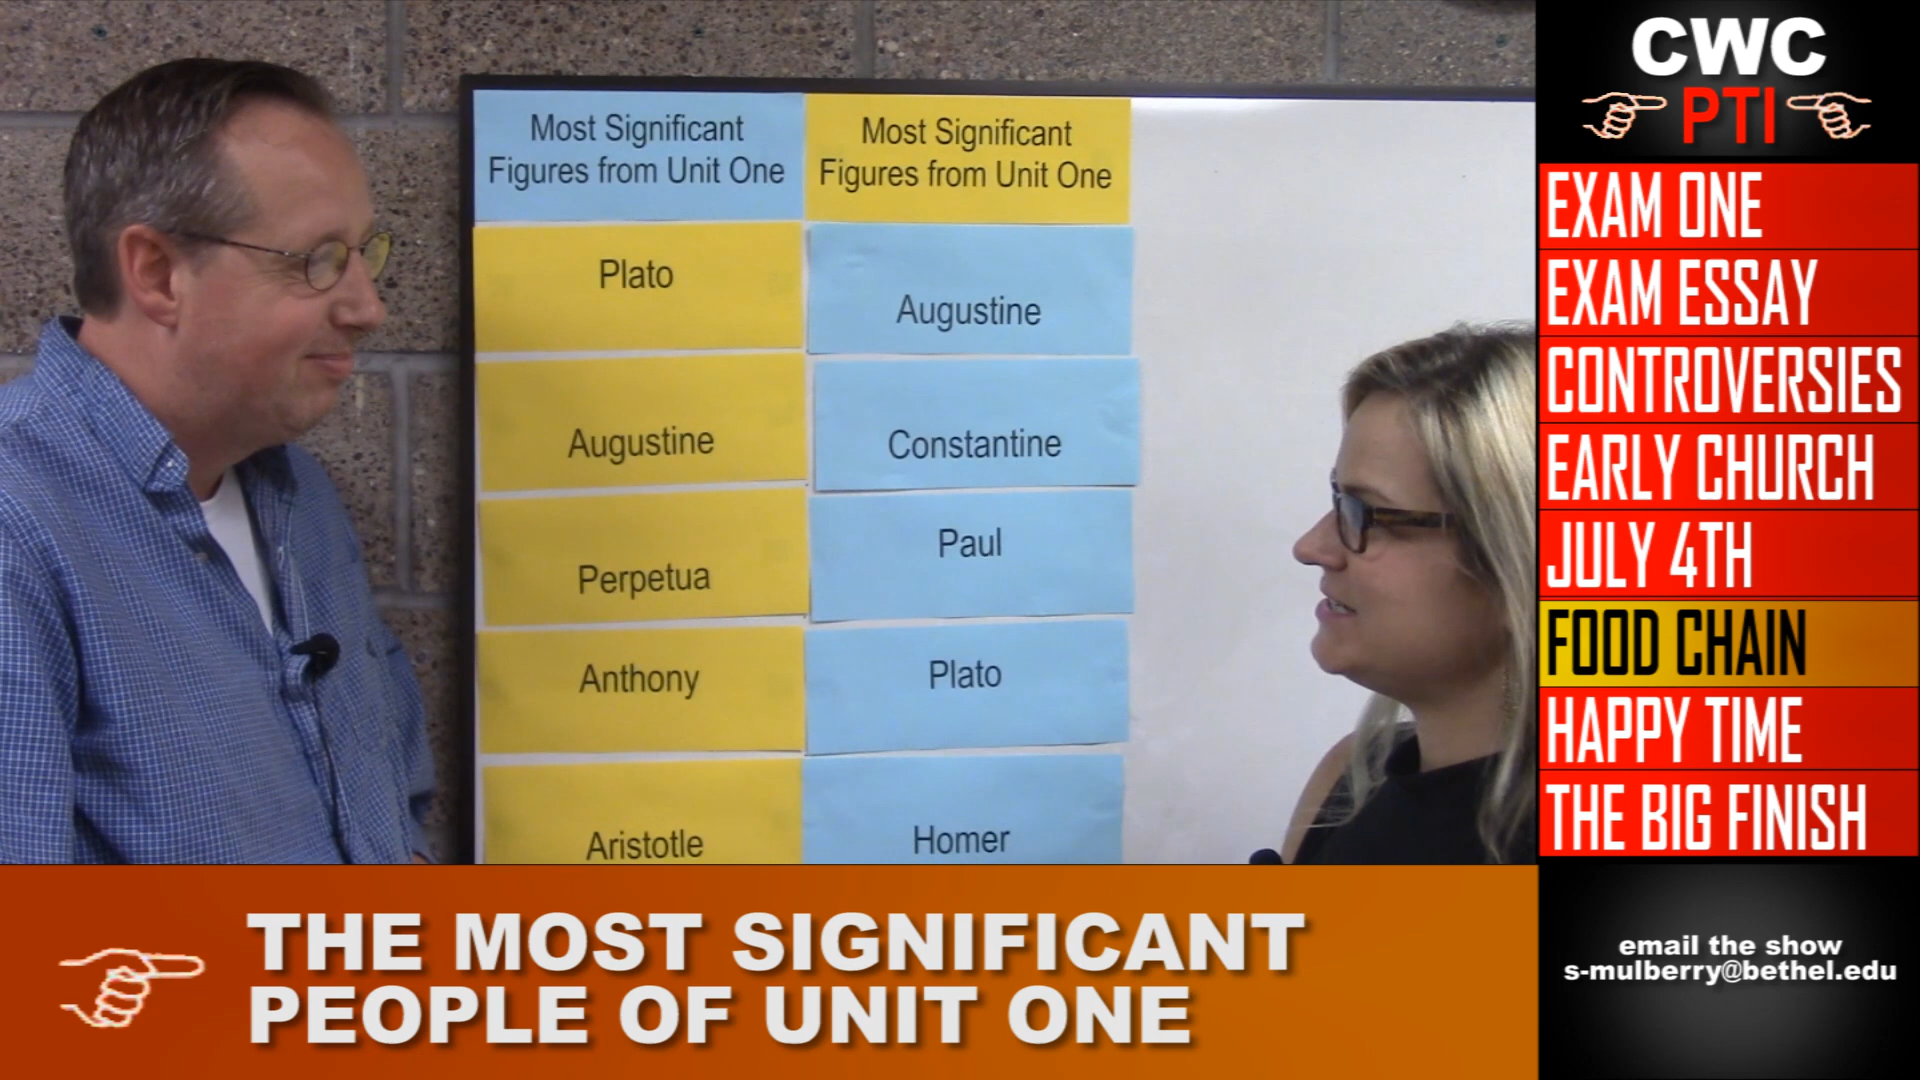 Most Significant
Figures from Unit One
Plato
Augustine
Perpetua
Anthony
Aristotle
Most Significant
Figures from Unit One
Augustine
Constantine
Paul
Plato
Homer
CWC
PTI
EXAM ONE
EXAM ESSAY
CONTROVERSIES
EARLY CHURCH
JULY 4TH
FOOD CHAIN
HAPPY TIME
THE BIG FINISH
email the show
s-mulberry@bethel.edu
THE MOST SIGNIFICANT
PEOPLE OF UNIT ONE